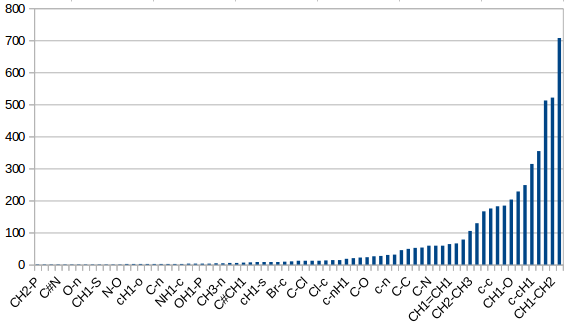 800
700
600
500
400
300
200
100
0
CH2-P
C#N
O-n
CH1-S
N-O
cH1-o
C-n
NH1-c
OH1-P
CH3-n
C#CH1
cH1-s
Br-c
C-Cl
Cl-c
c-nH1
C-O
c-n
C-C
C-N
CH1=CH1
CH2-CH3
c-c
CH1-O
c-cH1
CH1-CH2